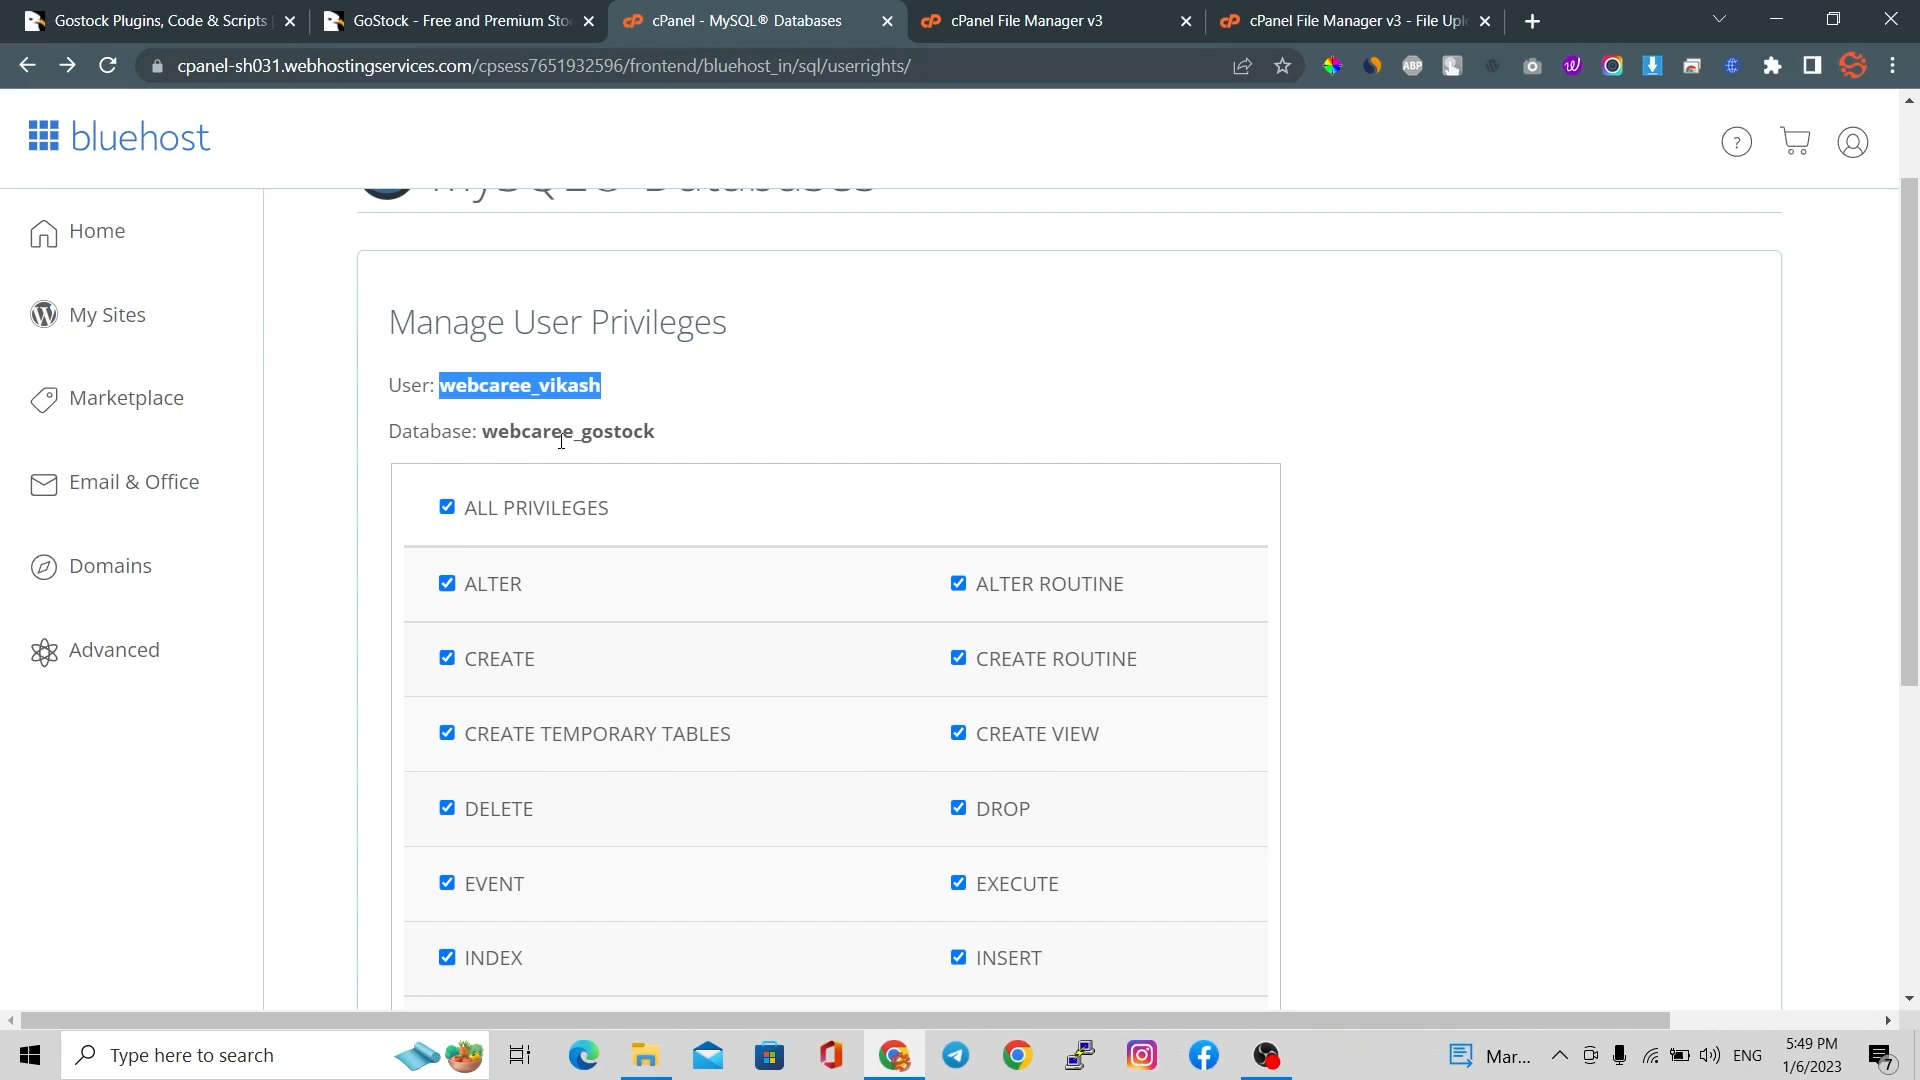 Gostock Plugins, Code & Scripts
GoStock - Free and Premium Sto
cPanel - MySQL® Databases
cPanel File Manager v3
cPanel File Manager v3 - File Upl
cpanel-sh031.webhostingservices.com/cpsess7651932596/frontend/bluehost_in/sql/userrights/
ABP
bluehost
?
MySQL® Databases
Home
My Sites
Marketplace
Email & Office
Domains
Advanced
Manage User Privileges
User: webcaree_vikash
Database: webcaree_gostock
ALL PRIVILEGES
ALTER
ALTER ROUTINE
CREATE
CREATE ROUTINE
CREATE TEMPORARY TABLES
CREATE VIEW
DELETE
DROP
EVENT
EXECUTE
INDEX
INSERT
Type here to search
Mar...
ENG
5:49 PM
1/6/2023
7